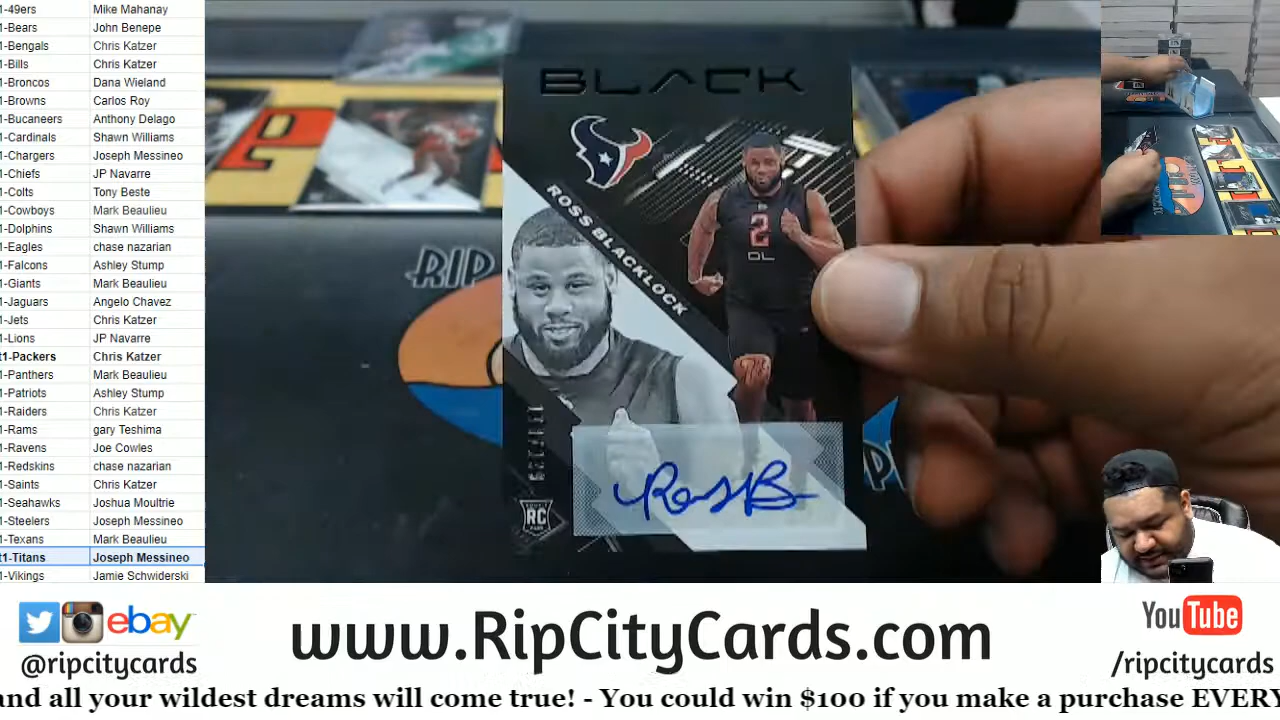 1-49ers Mike Mahanay
1-Bears John Benepe
1-Bengals Chris Katzer
1-Bills Chris Katzer
1-Broncos Dana Wieland
1-Browns Carlos Roy
1-Bucaneers Anthony Delago
1-Cardinals Shawn Williams
1-Chargers Joseph Messineo
1-Chiefs JP Navarre
1-Colts Tony Beste
1-Cowboys Mark Beaulieu
1-Dolphins Shawn Williams
1-Eagles chase nazarian
1-Falcons Ashley Stump
1-Giants Mark Beaulieu
1-Jaguars Angelo Chavez
1-Jets Chris Katzer
1-Lions JP Navarre
t1-Packers Chris Katzer
1-Panthers Mark Beaulieu
1-Patriots Ashley Stump
1-Raiders Chris Katzer
1-Rams gary Teshima
1-Ravens Joe Cowles
1-Redskins chase nazarian
1-Saints Chris Katzer
1-Seahawks Joshua Moultrie
1-Steelers Joseph Messineo
1-Texans Mark Beaulieu
t1-Titans Joseph Messineo
1-Vikings Jamie Schwiderski
BLACK
ROSS BLACKLOCK
2
OL
RC
RIP
ebay
@ripcitycards
www.RipCityCards.com
YouTube
/ripcitycards
and all your wildest dreams will come true! - You could win $100 if you make a purchase EVERY